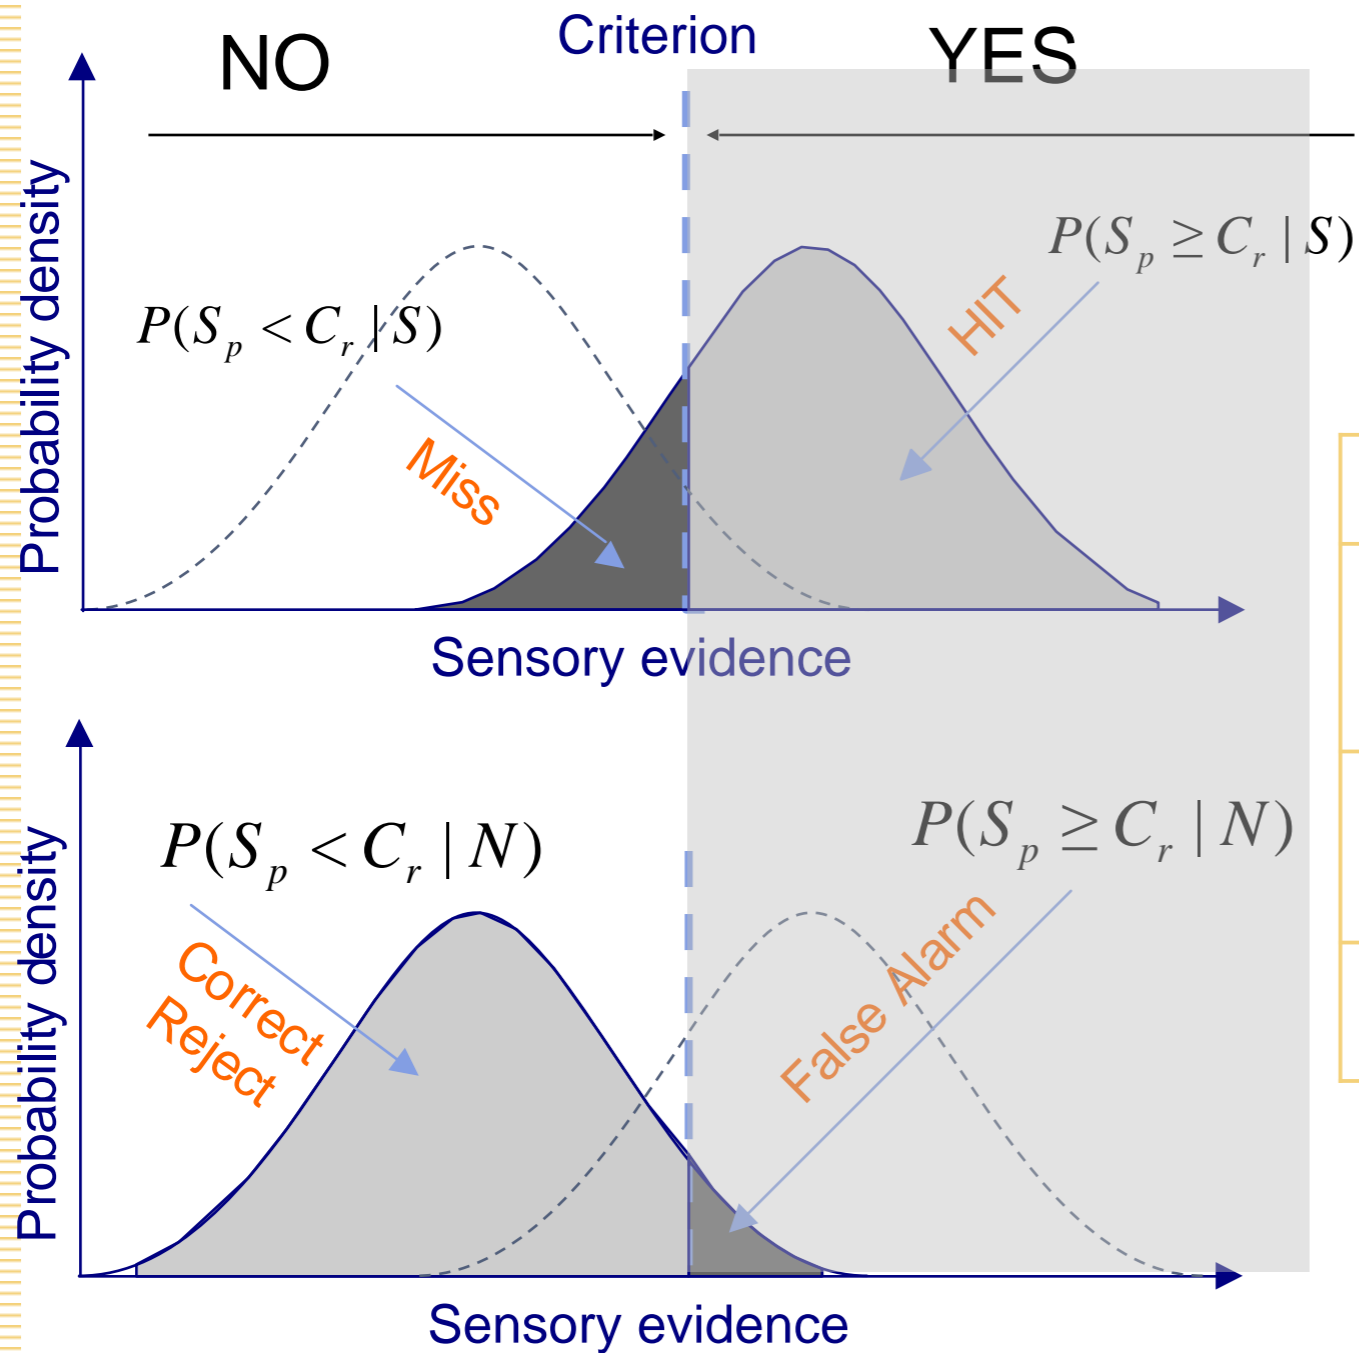 NO
Criterion
YES
Probability density
P(S_p < C_r | S)
P(S_p ≥ C_r | S)
Miss
HIT
Sensory evidence
Probability density
P(S_p < C_r | N)
P(S_p ≥ C_r | N)
Correct
Reject
False Alarm
Sensory evidence